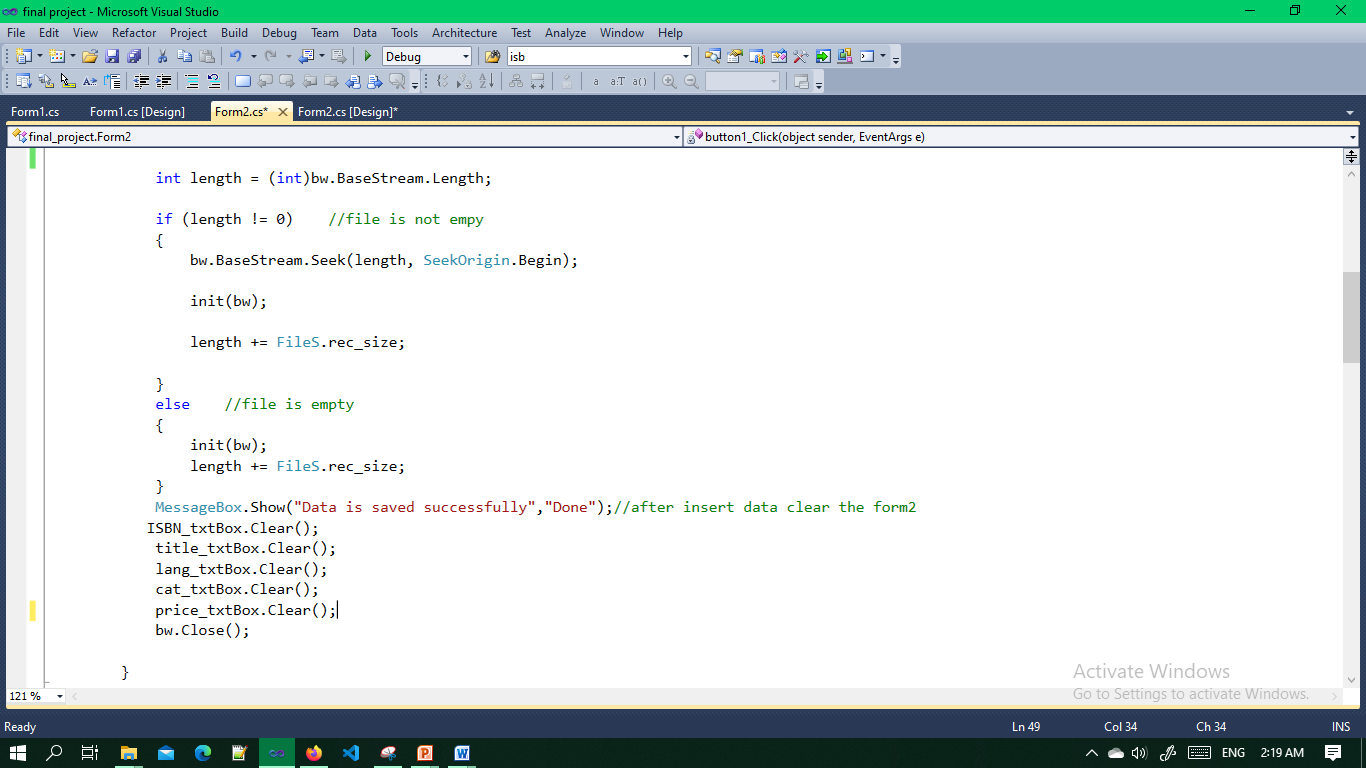 final project - Microsoft Visual Studio
File Edit View Refactor Project Build Debug Team Data Tools Architecture Test Analyze Window Help
Debug isb
Form1.cs Form1.cs [Design] Form2.cs* Form2.cs [Design]*
final_project.Form2 button1_Click(object sender, EventArgs e)
int length = (int)bw.BaseStream.Length;
if (length != 0) //file is not empy
{
bw.BaseStream.Seek(length, SeekOrigin.Begin);
init(bw);
length += FileS.rec_size;
}
else //file is empty
{
init(bw);
length += FileS.rec_size;
}
MessageBox.Show("Data is saved successfully","Done");//after insert data clear the form2
ISBN_txtBox.Clear();
title_txtBox.Clear();
lang_txtBox.Clear();
cat_txtBox.Clear();
price_txtBox.Clear();
bw.Close();
}
Activate Windows
Go to Settings to activate Windows.
121 %
Ready Ln 49 Col 34 Ch 34 INS
ENG 2:19 AM